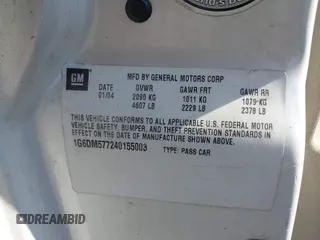 GM
MFD BY GENERAL MOTORS CORP
DATE GVWR GAWR FRT GAWR RR
01/04 2090 KG 1011 KG 1079 KG
4607 LB 2229 LB 2378 LB
THIS VEHICLE CONFORMS TO ALL APPLICABLE U.S. FEDERAL MOTOR
VEHICLE SAFETY, BUMPER, AND THEFT PREVENTION STANDARDS IN
EFFECT ON THE DATE OF MANUFACTURE SHOWN ABOVE.
1G6DM577240155003 TYPE: PASS CAR
DREAMBID